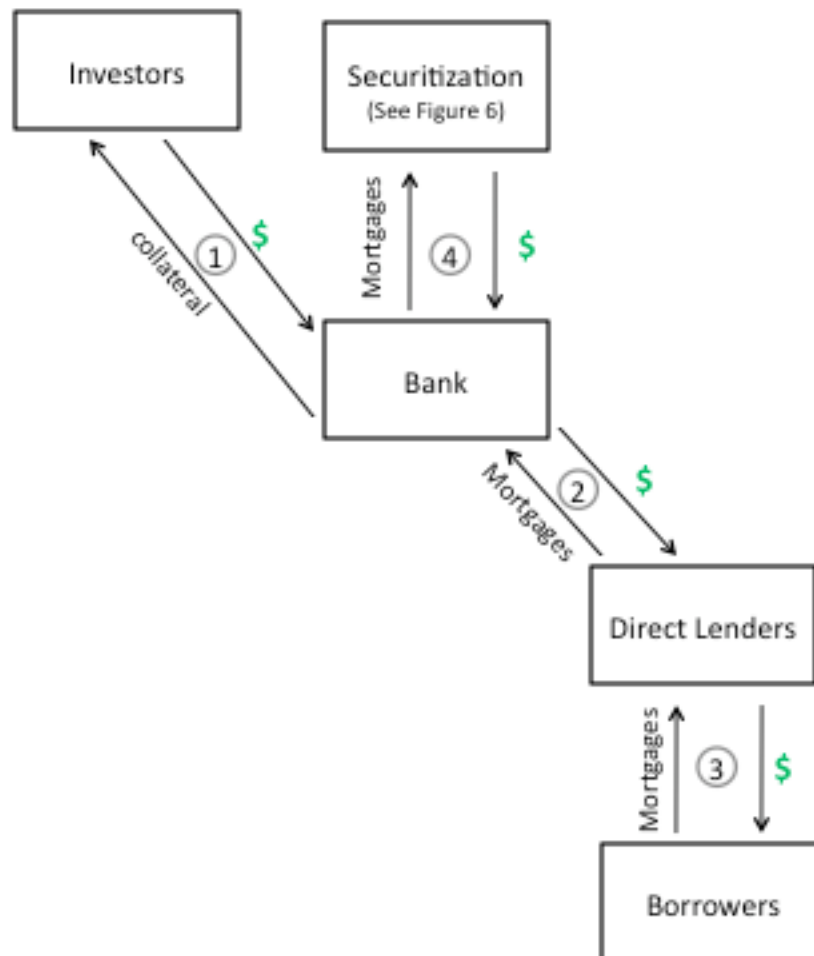 Investors
Securitization
(See Figure 6)
collateral
1
$
Mortgages
4
$
Bank
Mortgages
2
$
Direct Lenders
Mortgages
3
$
Borrowers